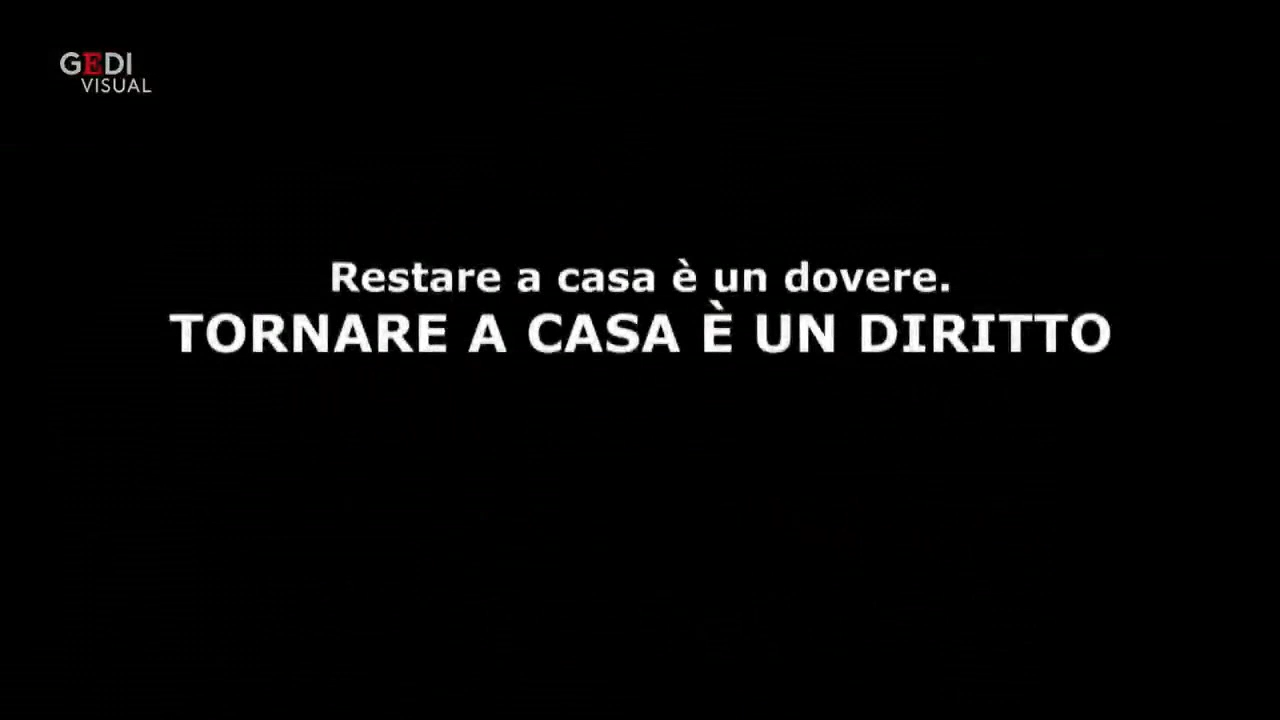 GEDI
VISUAL
Restare a casa è un dovere.
TORNARE A CASA È UN DIRITTO